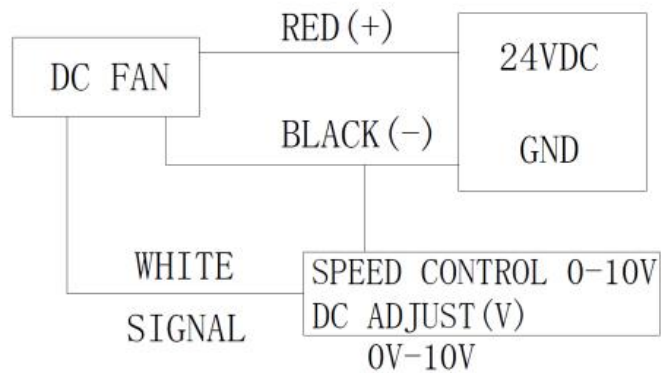 RED(+)
24VDC
DC FAN
BLACK(-)
GND
WHITE
SIGNAL
SPEED CONTROL 0-10V
DC ADJUST(V)
0V-10V